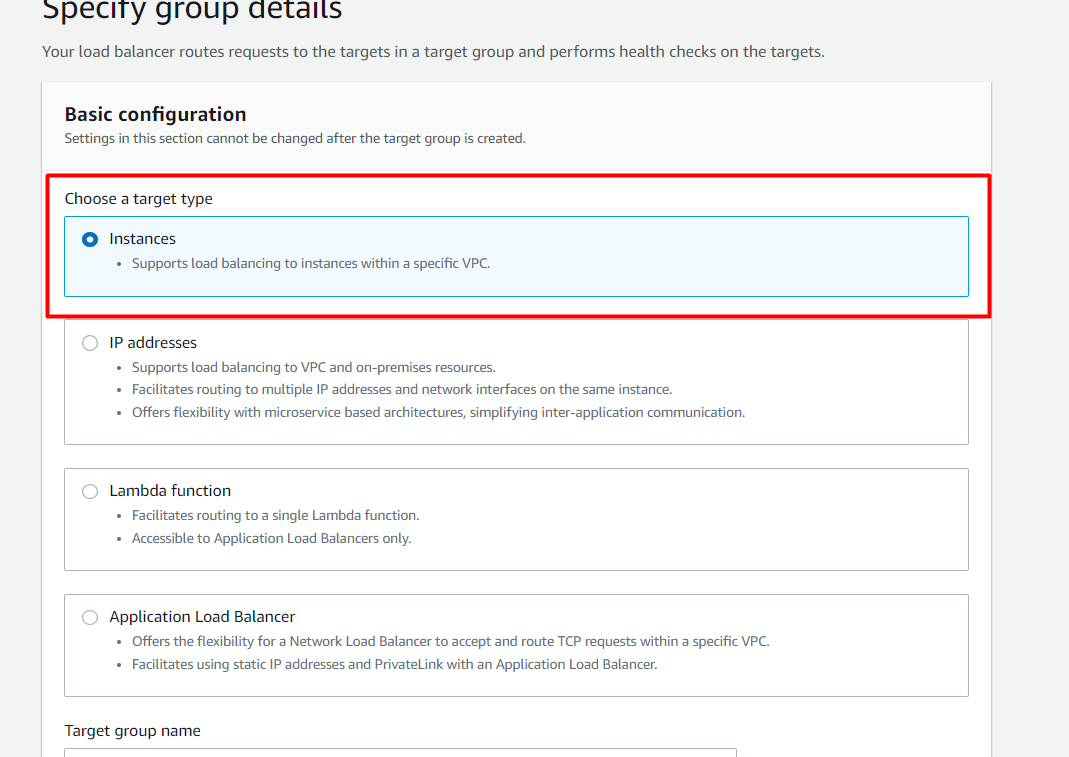 Specify group details
Your load balancer routes requests to the targets in a target group and performs health checks on the targets.
Basic configuration
Settings in this section cannot be changed after the target group is created.
Choose a target type
Instances
• Supports load balancing to instances within a specific VPC.
IP addresses
• Supports load balancing to VPC and on-premises resources.
• Facilitates routing to multiple IP addresses and network interfaces on the same instance.
• Offers flexibility with microservice based architectures, simplifying inter-application communication.
Lambda function
• Facilitates routing to a single Lambda function.
• Accessible to Application Load Balancers only.
Application Load Balancer
• Offers the flexibility for a Network Load Balancer to accept and route TCP requests within a specific VPC.
• Facilitates using static IP addresses and PrivateLink with an Application Load Balancer.
Target group name